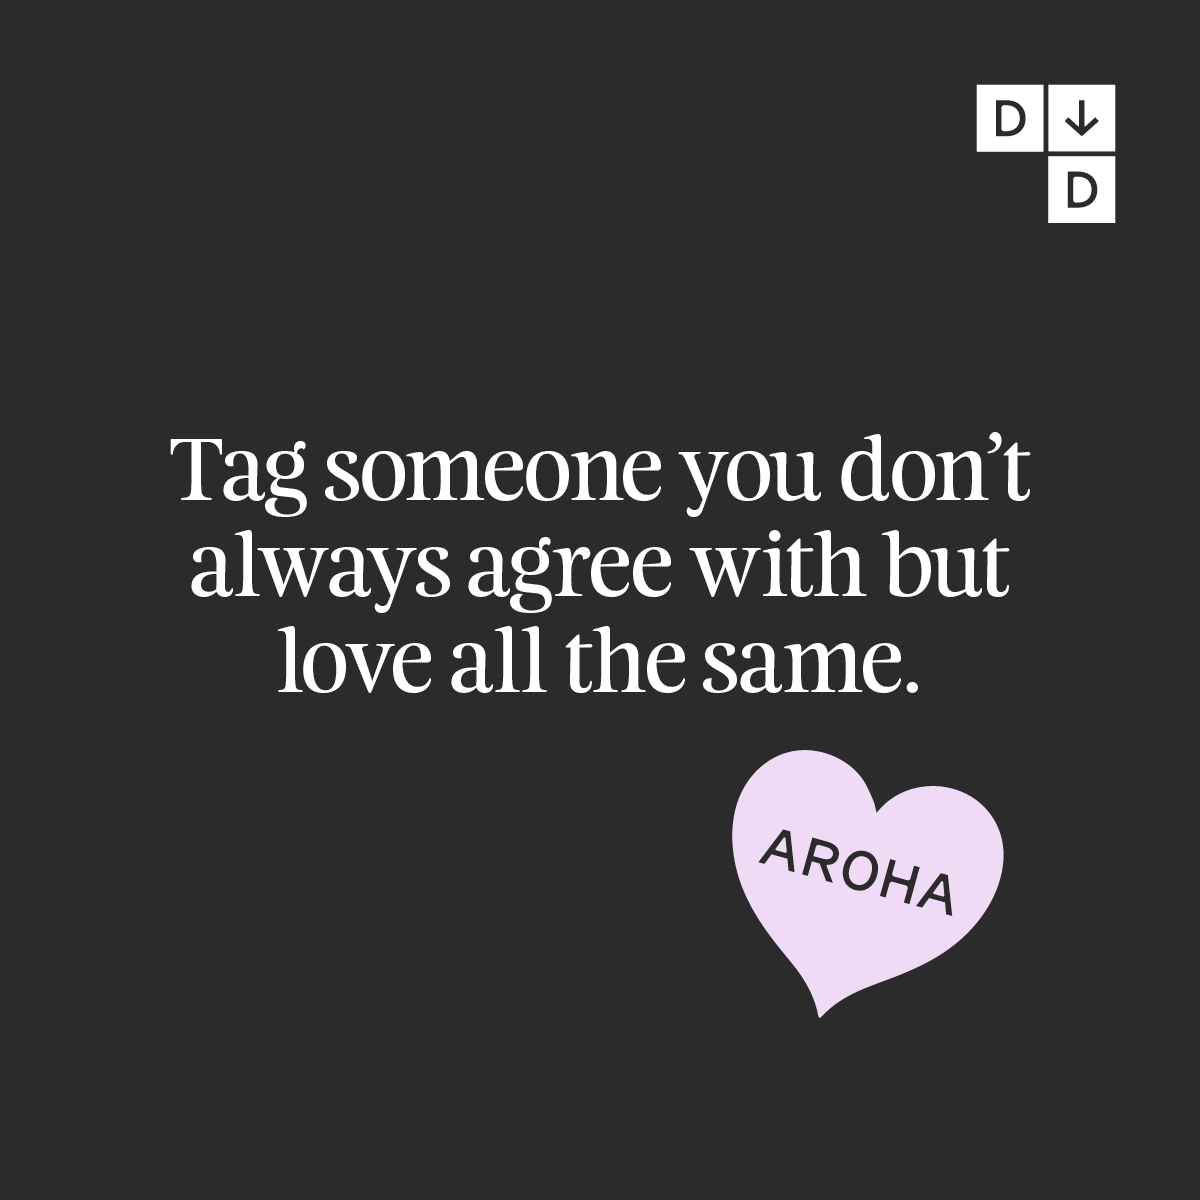 D ↓
D
Tag someone you don’t
always agree with but
love all the same.
AROHA